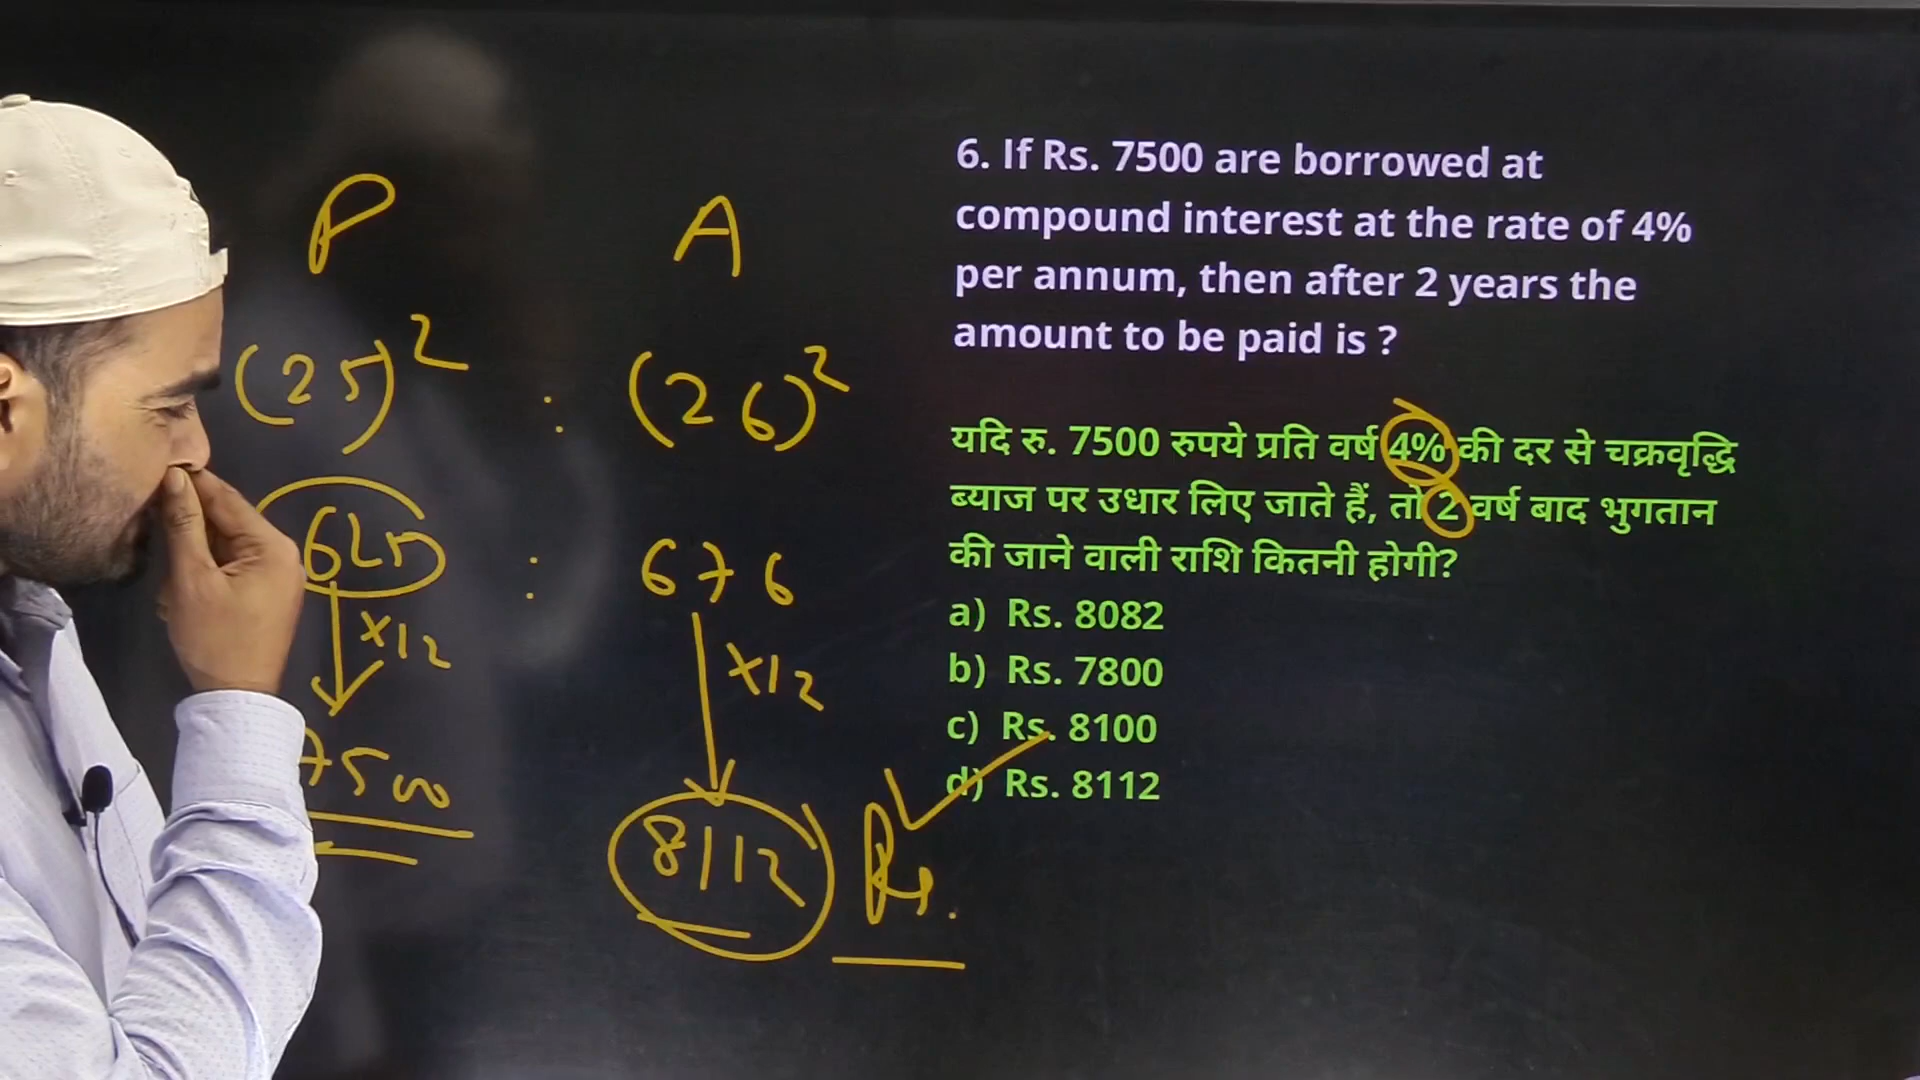 P A
(25)² : (26)²
625 : 676
×12 ×12
7500
8112 Rs.
6. If Rs. 7500 are borrowed at
compound interest at the rate of 4%
per annum, then after 2 years the
amount to be paid is ?
यदि रु. 7500 रुपये प्रति वर्ष 4% की दर से चक्रवृद्धि
ब्याज पर उधार लिए जाते हैं, तो 2 वर्ष बाद भुगतान
की जाने वाली राशि कितनी होगी?
a) Rs. 8082
b) Rs. 7800
c) Rs. 8100
d) Rs. 8112